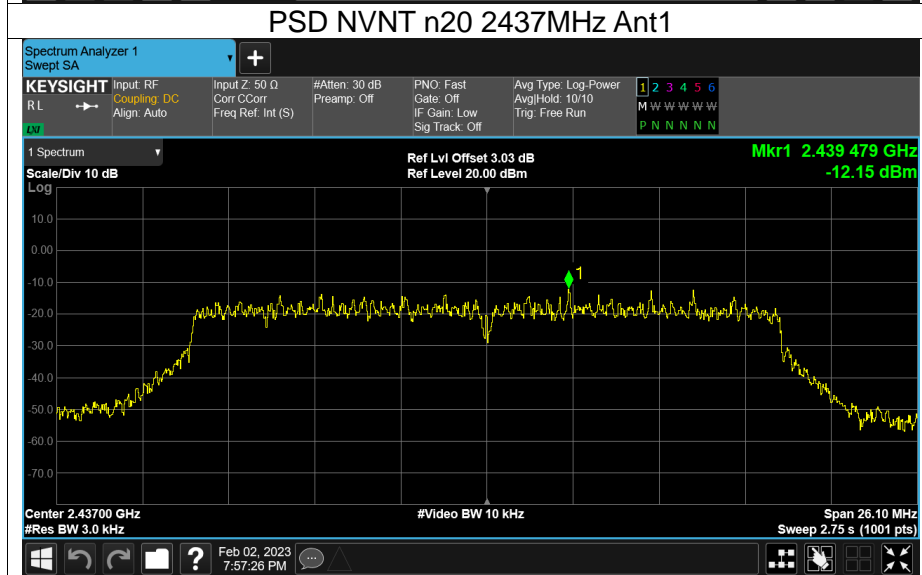 PSD NVNT n20 2437MHz Ant1
Spectrum Analyzer 1
Swept SA
▼
+
KEYSIGHT
RL
LXI
Input: RF
Coupling: DC
Align: Auto
Input Z: 50 Ω
Corr CCorr
Freq Ref: Int (S)
#Atten: 30 dB
Preamp: Off
PNO: Fast
Gate: Off
IF Gain: Low
Sig Track: Off
Avg Type: Log-Power
Avg|Hold: 10/10
Trig: Free Run
1 2 3 4 5 6
M W W W W W
P N N N N N
1 Spectrum ▼
Scale/Div 10 dB
Ref Lvl Offset 3.03 dB
Ref Level 20.00 dBm
Mkr1 2.439 479 GHz
-12.15 dBm
Log
10.0
0.00
-10.0
-20.0
-30.0
-40.0
-50.0
-60.0
-70.0
1
Center 2.43700 GHz
#Res BW 3.0 kHz
#Video BW 10 kHz
Span 26.10 MHz
Sweep 2.75 s (1001 pts)
?
Feb 02, 2023
7:57:26 PM